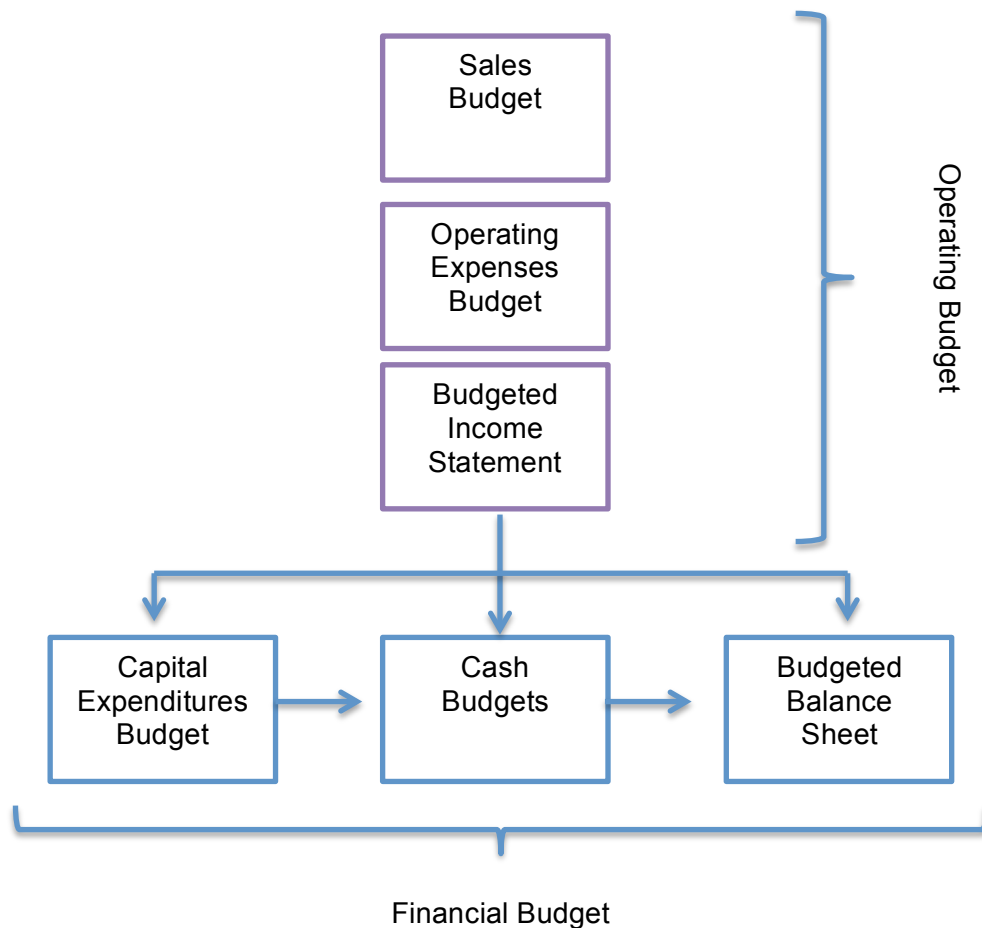 Sales
Budget
Operating
Expenses
Budget
Budgeted
Income
Statement
Operating Budget
Capital
Expenditures
Budget
Cash
Budgets
Budgeted
Balance
Sheet
Financial Budget